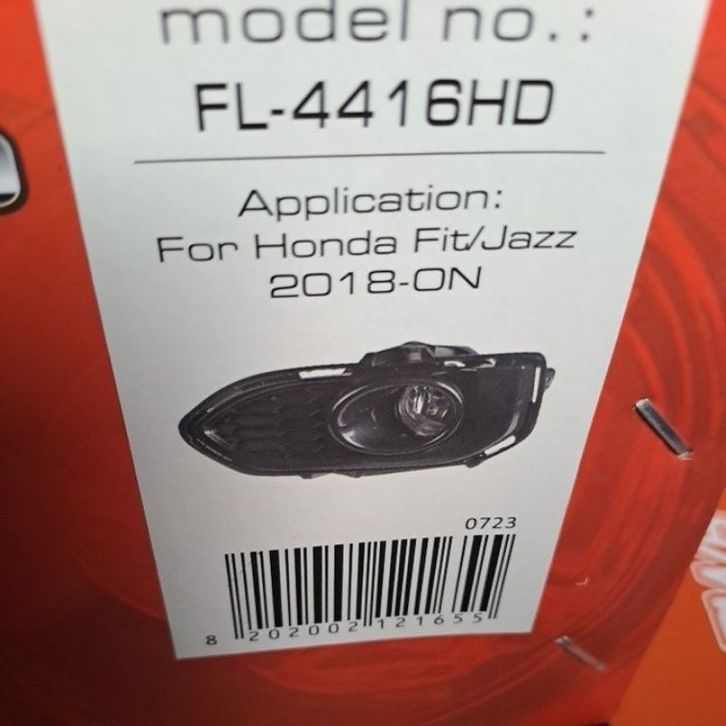 model no.:
FL-4416HD
Application:
For Honda Fit/Jazz
2018-ON
0723
8 202002 121655